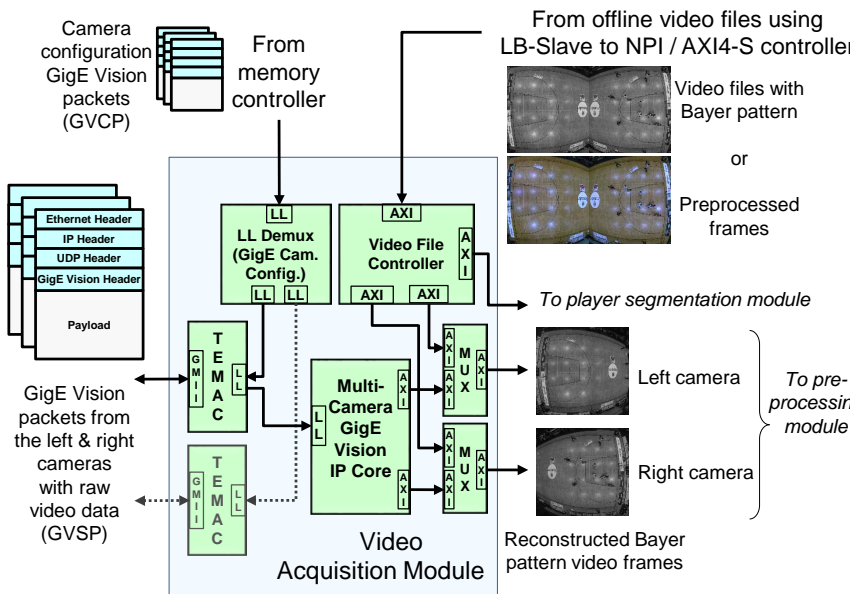 Camera
configuration
GigE Vision
packets
(GVCP)
From
memory
controller
From offline video files using
LB-Slave to NPI / AXI4-S controller
Video files with
Bayer pattern
or
Preprocessed
frames
Ethernet Header
IP Header
UDP Header
GigE Vision Header
Payload
LL
LL Demux
(GigE Cam.
Config.)
LL
LL
AXI
Video File
Controller
AXI
AXI
AXI
To player segmentation module
GMII
TEMAC
LL
Multi-
Camera
GigE
Vision
IP Core
LL
AXI
AXI
AXI
AXI
MUX
AXI
AXI
AXI
MUX
AXI
Left camera
Right camera
To pre-
processing
module
GigE Vision
packets from
the left & right
cameras
with raw
video data
(GVSP)
GMII
TEMAC
LL
Video
Acquisition Module
Reconstructed Bayer
pattern video frames